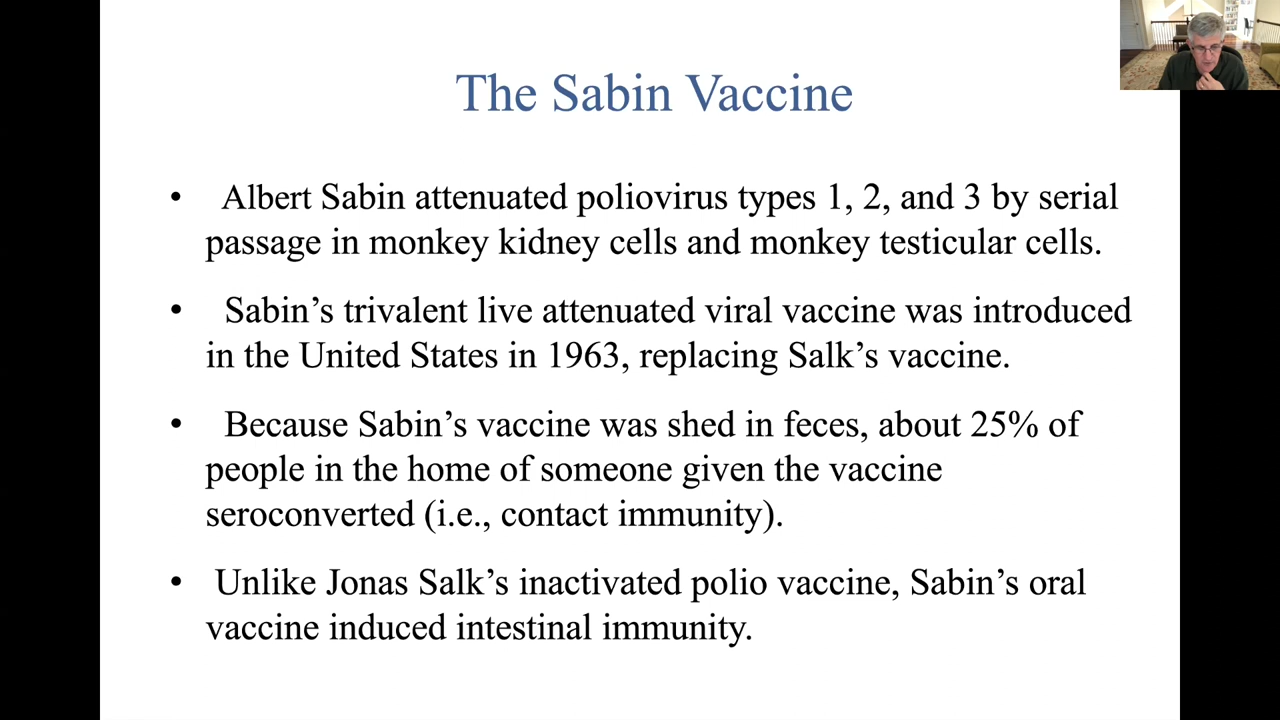 The Sabin Vaccine
• Albert Sabin attenuated poliovirus types 1, 2, and 3 by serial
passage in monkey kidney cells and monkey testicular cells.
• Sabin’s trivalent live attenuated viral vaccine was introduced
in the United States in 1963, replacing Salk’s vaccine.
• Because Sabin’s vaccine was shed in feces, about 25% of
people in the home of someone given the vaccine
seroconverted (i.e., contact immunity).
• Unlike Jonas Salk’s inactivated polio vaccine, Sabin’s oral
vaccine induced intestinal immunity.